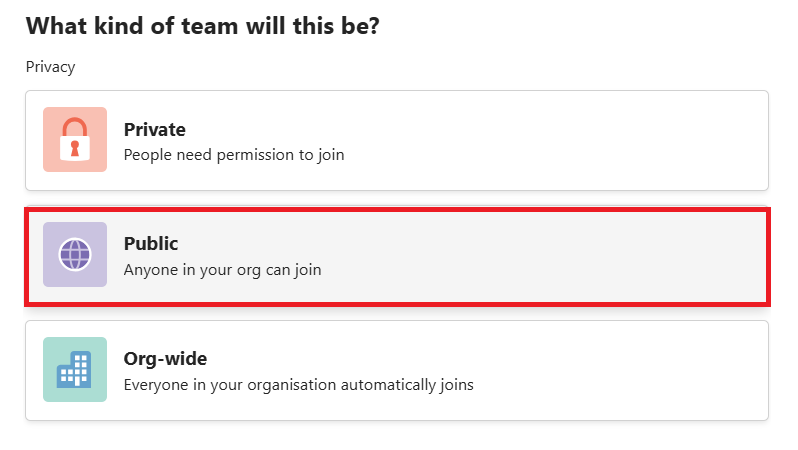 What kind of team will this be?
Privacy
Private
People need permission to join
Public
Anyone in your org can join
Org-wide
Everyone in your organisation automatically joins